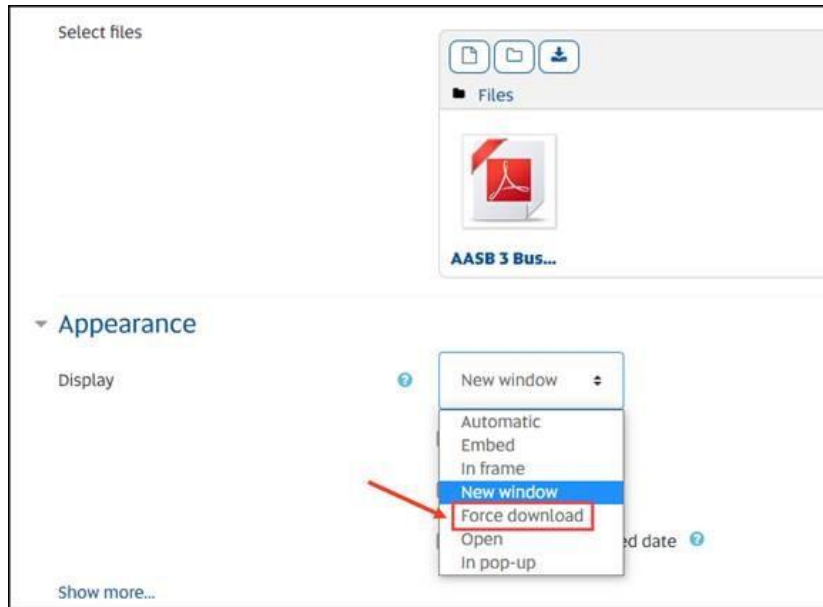 Select files
Files
AASB 3 Bus...
Appearance
Display
New window
Automatic
Embed
In frame
New window
Force download
Open
ed date
In pop-up
Show more...